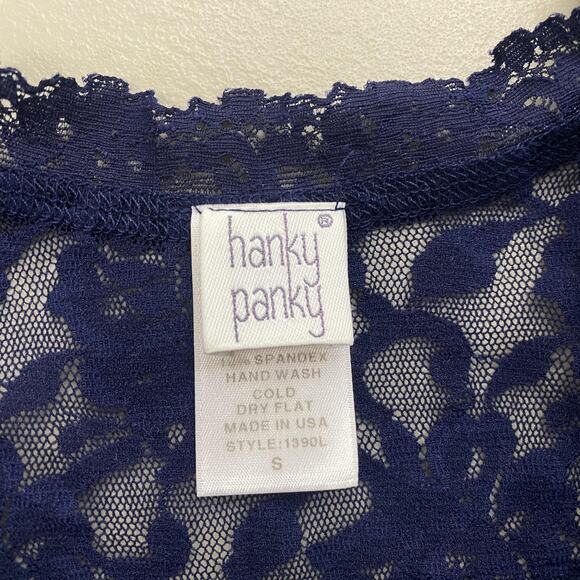 hanky®
panky
SPANDEX
HAND WASH
COLD
DRY FLAT
MADE IN USA
STYLE:1390L
S